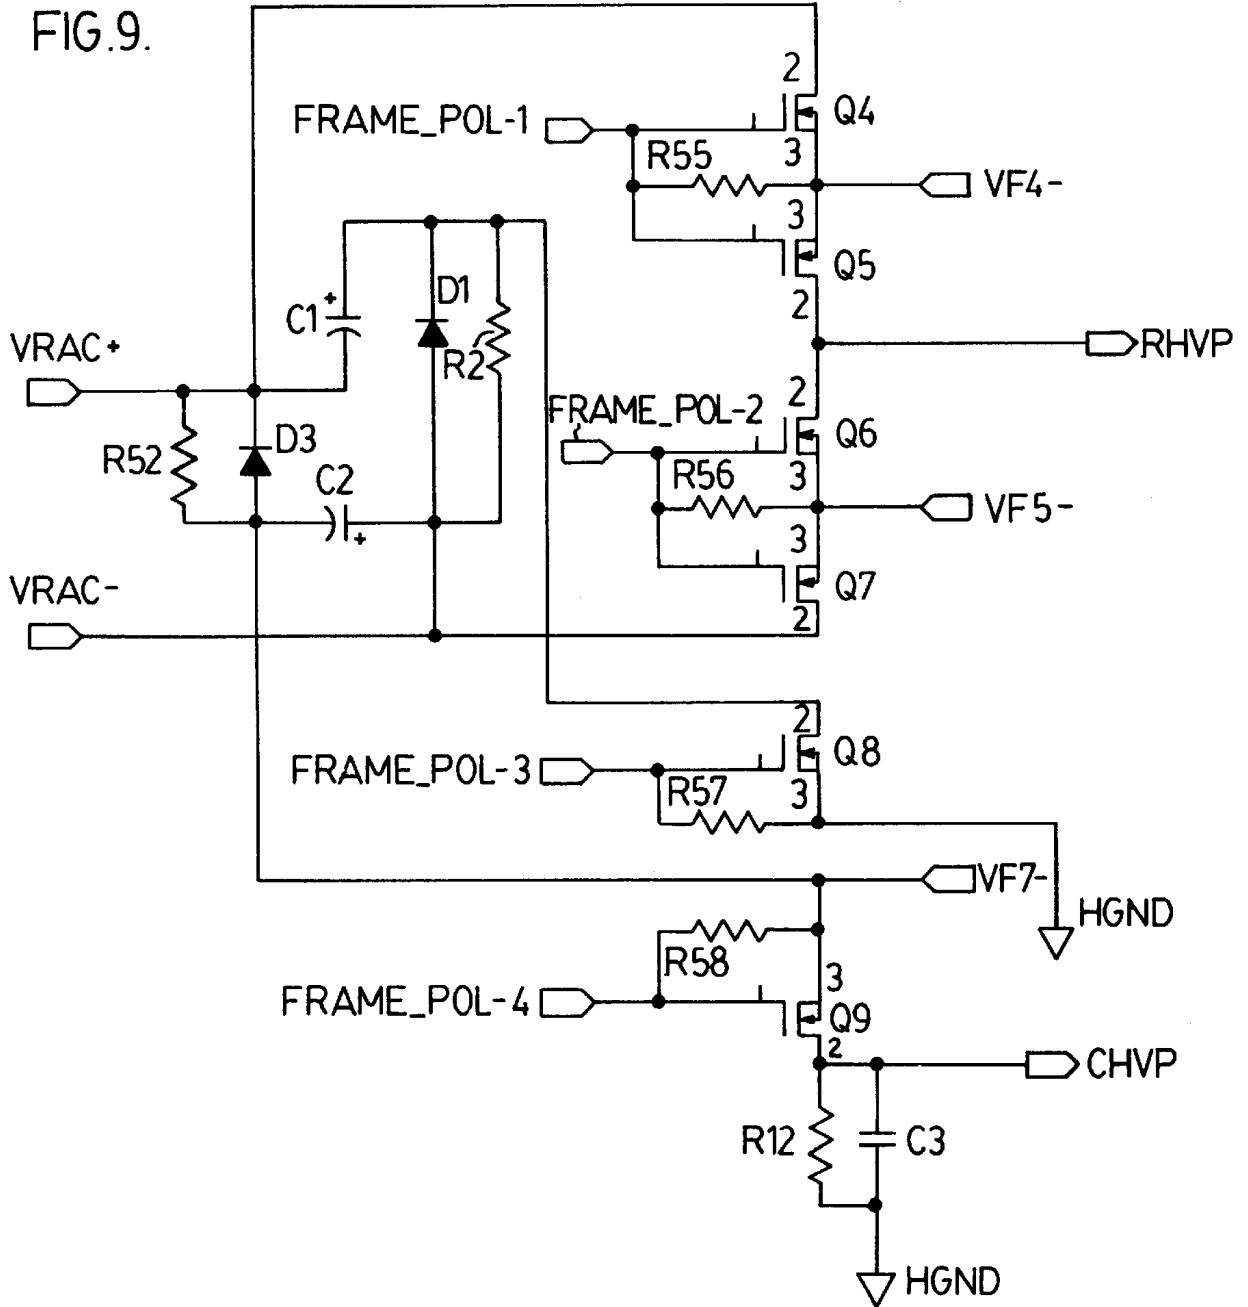 FIG.9.
2
FRAME_POL-1
Q4
3
R55
VF4-
3
Q5
2
D1
C1
+
R2
VRAC+
RHVP
2
FRAME_POL-2
Q6
D3
R52
C2
+
R56
3
VF5-
3
Q7
2
VRAC-
2
Q8
FRAME_POL-3
R57
3
VF7-
HGND
R58
3
FRAME_POL-4
Q9
2
CHVP
R12
C3
HGND